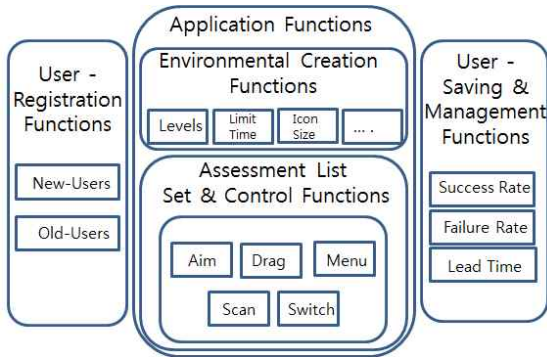 User -
Registration
Functions
New-Users
Old-Users
Application Functions
Environmental Creation
Functions
Levels
Limit
Time
Icon
Size
... .
Assessment List
Set & Control Functions
Aim
Drag
Menu
Scan
Switch
User -
Saving &
Management
Functions
Success Rate
Failure Rate
Lead Time